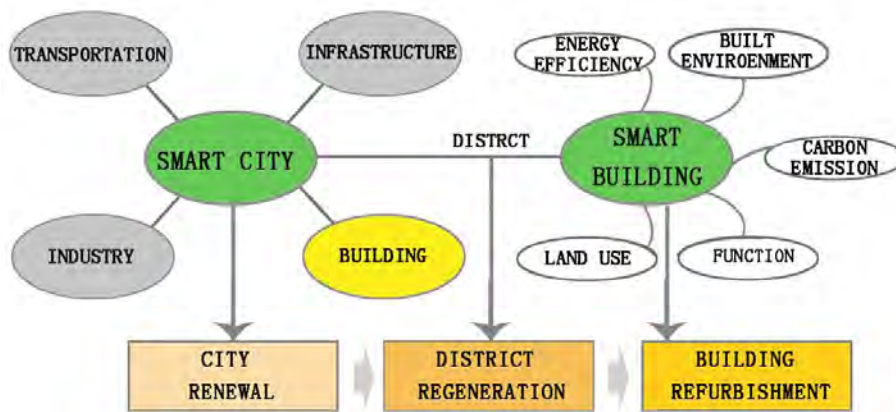 TRANSPORTATION
INFRASTRUCTURE
ENERGY
EFFICIENCY
BUILT
ENVIROENMENT
SMART CITY
DISTRCT
SMART
BUILDING
CARBON
EMISSION
INDUSTRY
BUILDING
LAND USE
FUNCTION
CITY
RENEWAL
DISTRICT
REGENERATION
BUILDING
REFURBISHMENT